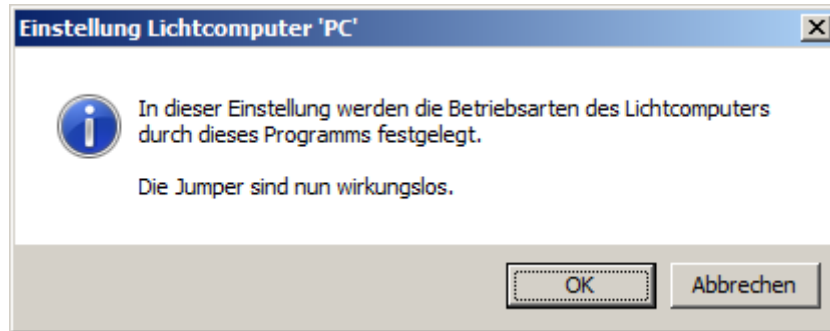 Einstellung Lichtcomputer 'PC'
In dieser Einstellung werden die Betriebsarten des Lichtcomputers
durch dieses Programms festgelegt.
Die Jumper sind nun wirkungslos.
OK
Abbrechen